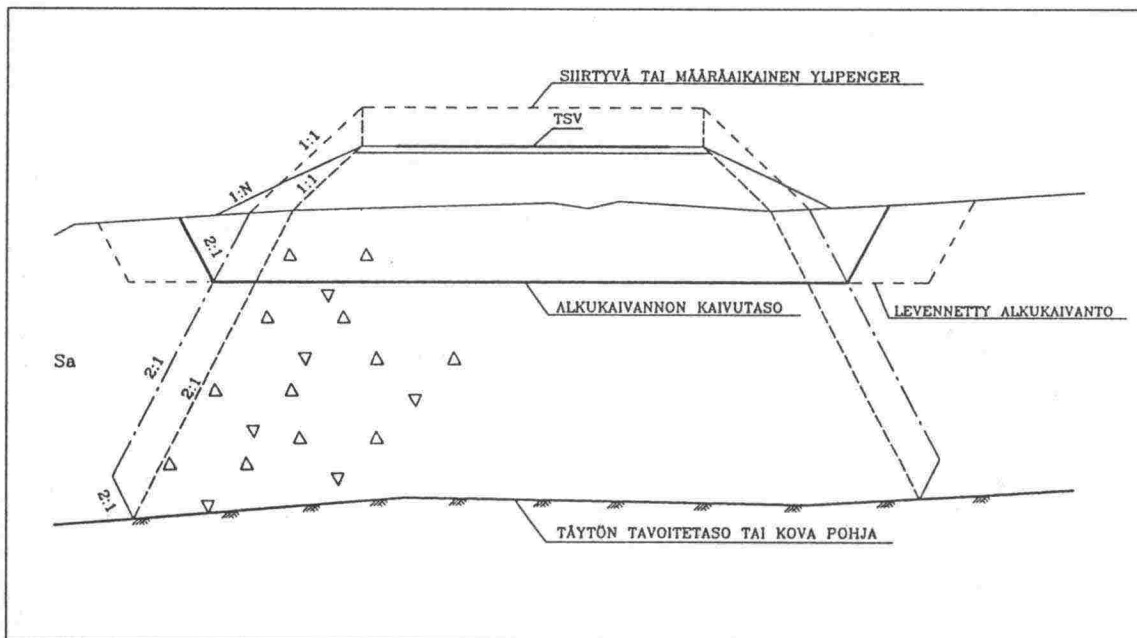 SIIRTYVÄ TAI MÄÄRÄAIKAINEN YLIPENGER
TSV
1:1
1:N
1:1
2:1
ALKUKAIVANNON KAIVUTASO
LEVENNETTY ALKUKAIVANTO
Sa
2:1
2:1
2:1
TÄYTÖN TAVOITETASO TAI KOVA POHJA